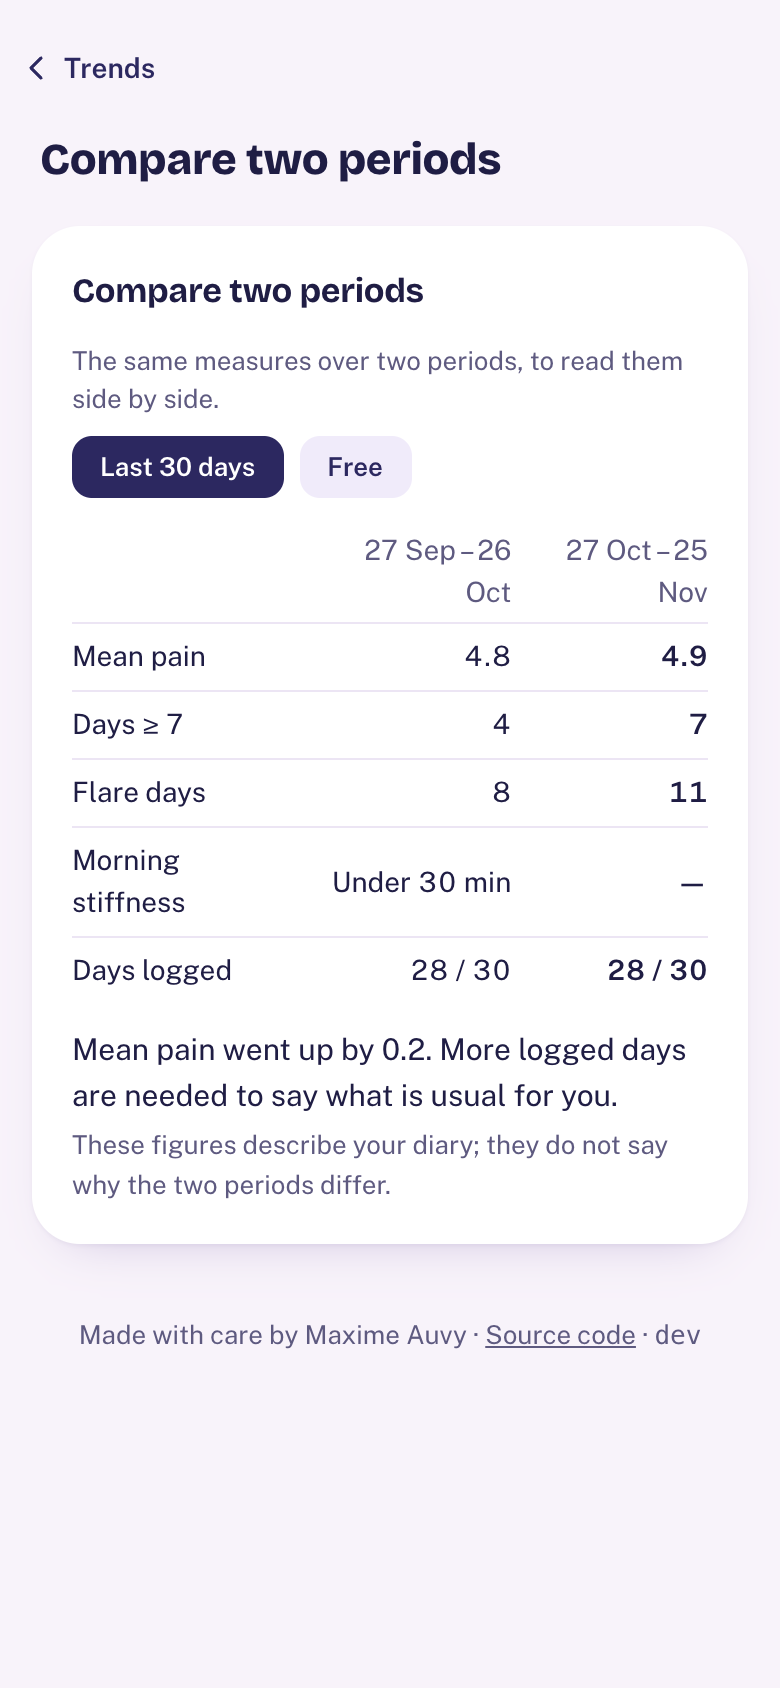 Trends
Compare two periods
Compare two periods
The same measures over two periods, to read them
side by side.
Last 30 days
Free
27 Sep – 26 Oct
27 Oct – 25 Nov
Mean pain 4.8 4.9
Days ≥ 7 4 7
Flare days 8 11
Morning stiffness Under 30 min —
Days logged 28 / 30 28 / 30
Mean pain went up by 0.2. More logged days
are needed to say what is usual for you.
These figures describe your diary; they do not say
why the two periods differ.
Made with care by Maxime Auvy · Source code · dev